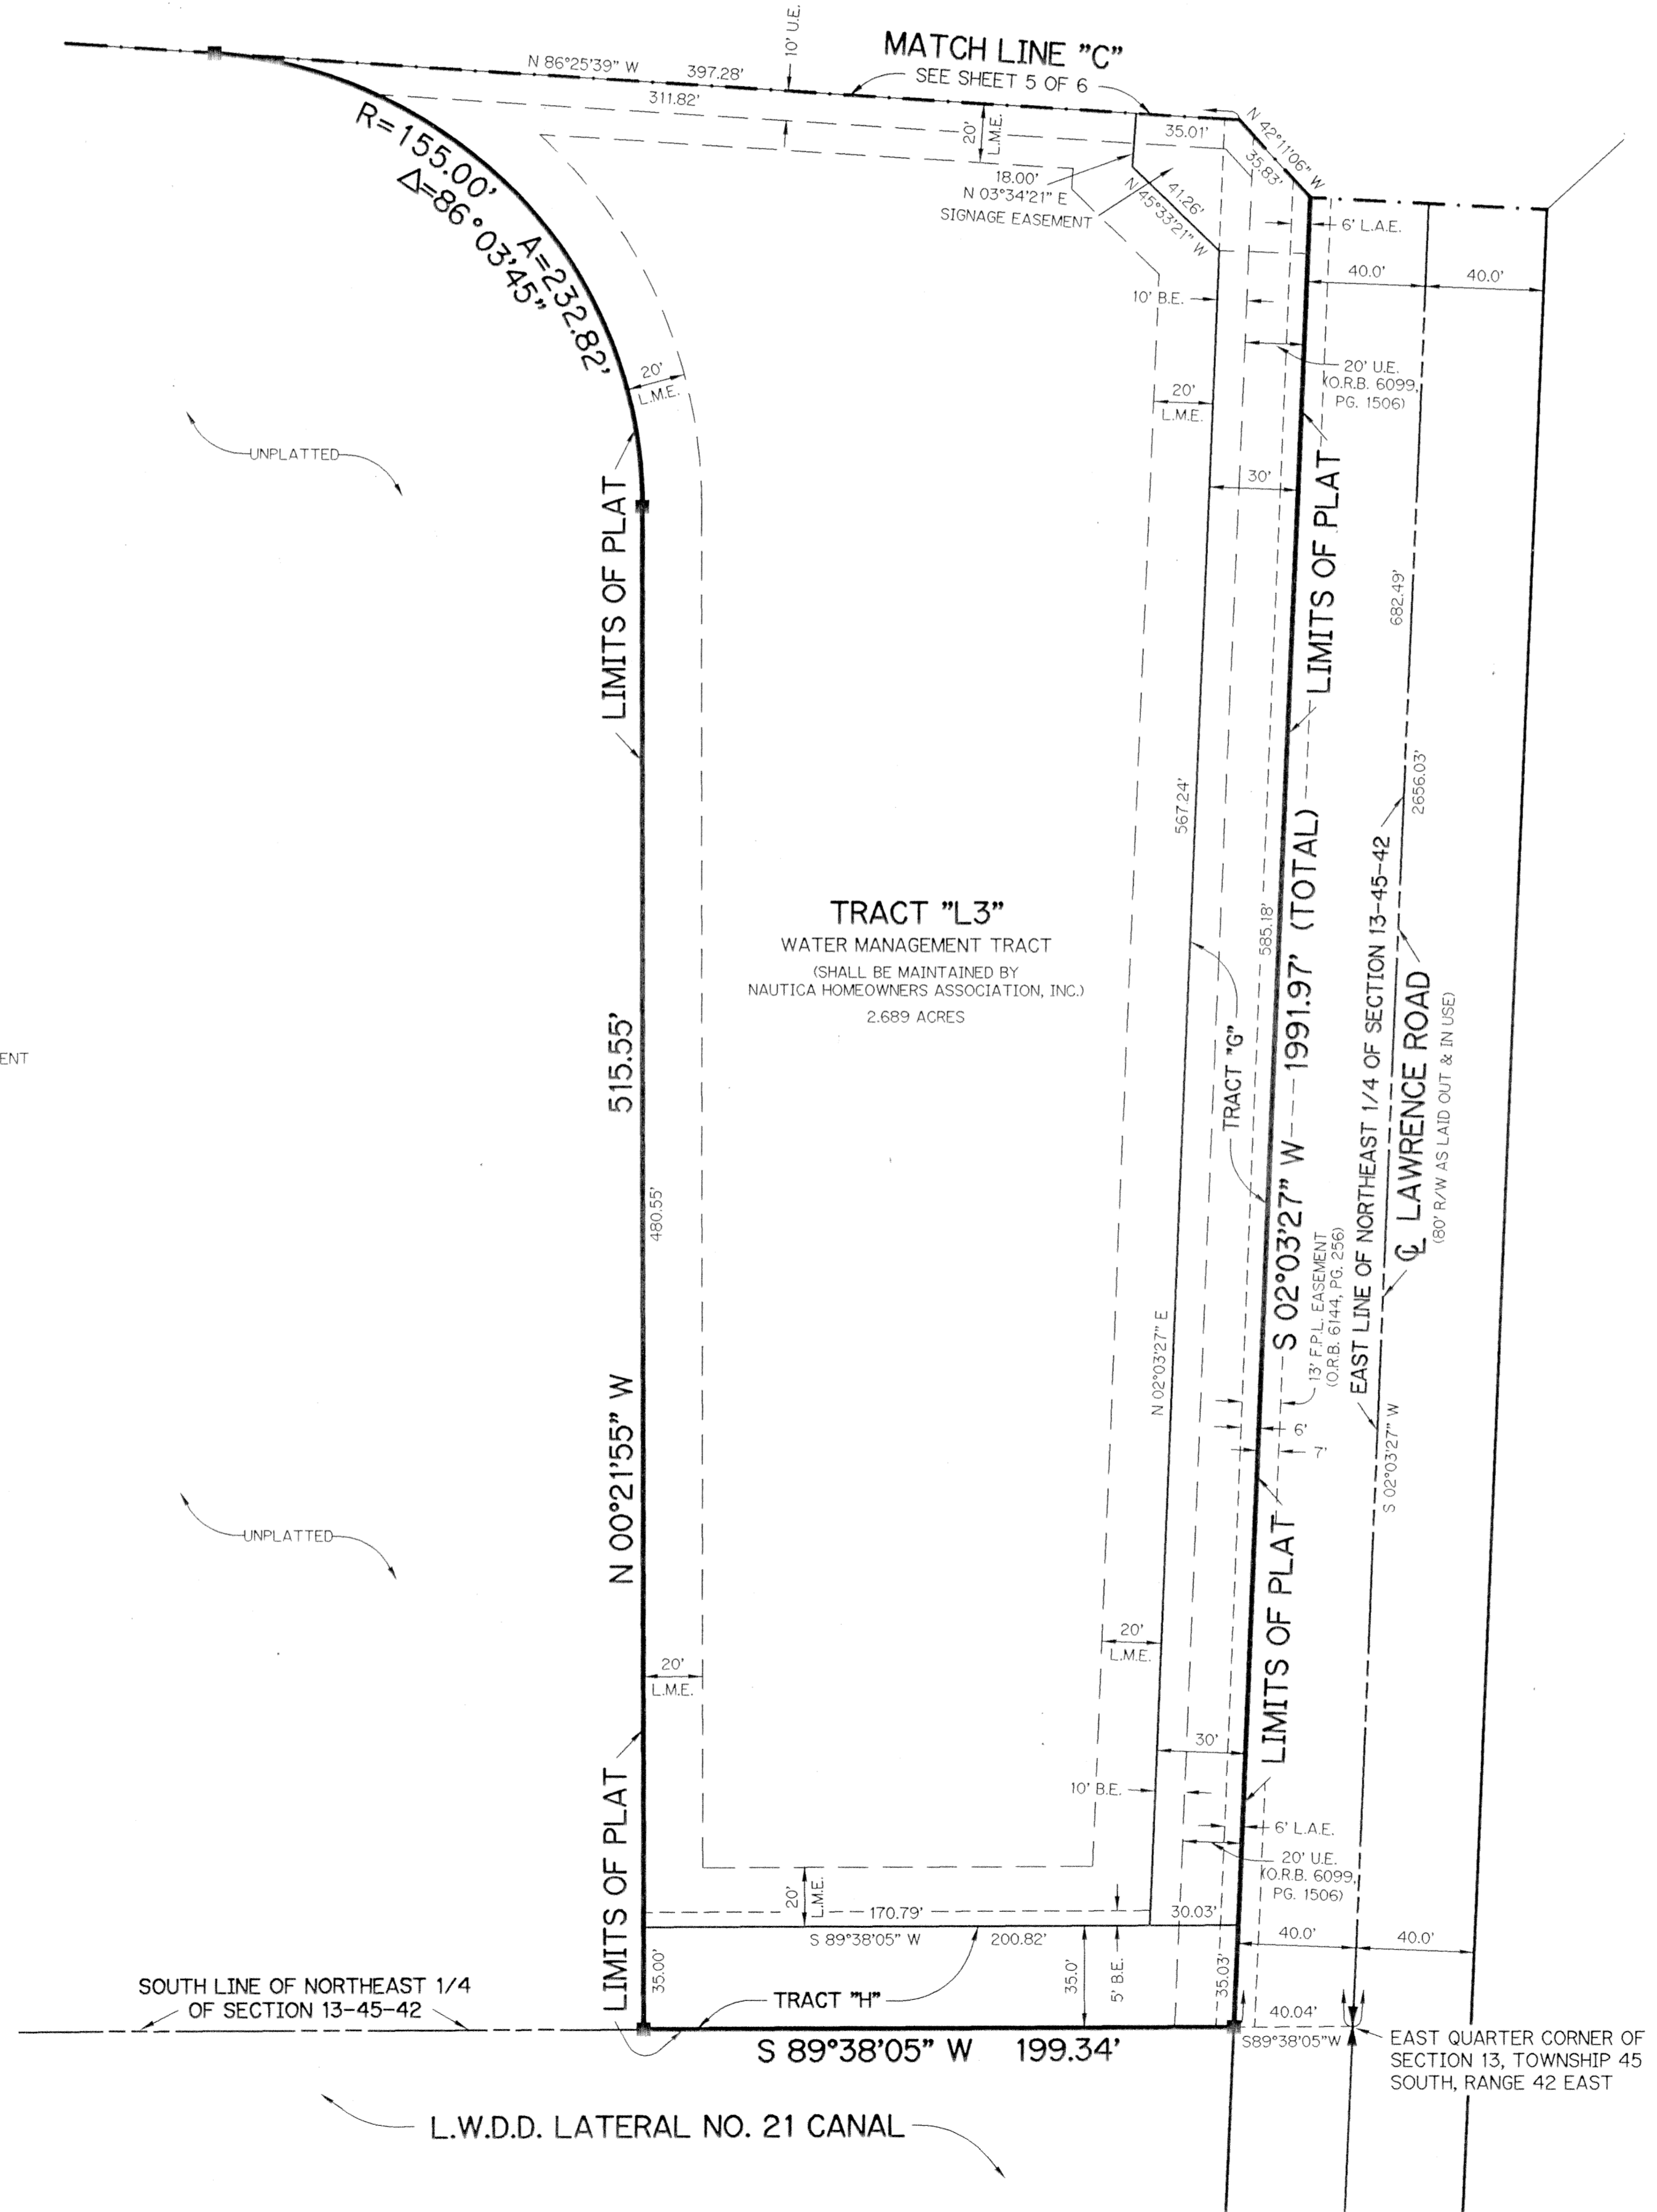 10' U.E.
MATCH LINE "C"
SEE SHEET 5 OF 6
N 86°25'39" W 397.28'
311.82'
20'
L.M.E.
35.01'
N 42°11'06" W
35.83'
R=155.00'
Δ=86°03'45"
A=232.82'
18.00'
N 03°34'21" E
SIGNAGE EASEMENT
41.26'
N 45°33'21" W
6' L.A.E.
40.0'
40.0'
10' B.E.
20' U.E.
(O.R.B. 6099,
PG. 1506)
20'
L.M.E.
20'
L.M.E.
UNPLATTED
30'
LIMITS OF PLAT
LIMITS OF PLAT
682.49'
2656.03'
567.24'
585.18'
TRACT "L3"
WATER MANAGEMENT TRACT
(SHALL BE MAINTAINED BY
NAUTICA HOMEOWNERS ASSOCIATION, INC.)
2.689 ACRES
ENT
515.55'
480.55'
N 00°21'55" W
TRACT "G"
S 02°03'27" W 1991.97' (TOTAL)
EAST LINE OF NORTHEAST 1/4 OF SECTION 13-45-42
℄ LAWRENCE ROAD
(80' R/W AS LAID OUT & IN USE)
N 02°03'27" E
13' F.P.L. EASEMENT
(O.R.B. 6144, PG. 256)
6'
7'
S 02°03'27" W
UNPLATTED
20'
L.M.E.
20'
L.M.E.
LIMITS OF PLAT
LIMITS OF PLAT
30'
10' B.E.
6' L.A.E.
20' U.E.
(O.R.B. 6099,
PG. 1506)
20'
L.M.E.
170.79'
30.03'
S 89°38'05" W 200.82'
40.0'
40.0'
35.00'
35.0'
5' B.E.
35.03'
SOUTH LINE OF NORTHEAST 1/4
OF SECTION 13-45-42
TRACT "H"
40.04'
S89°38'05"W
S 89°38'05" W 199.34'
EAST QUARTER CORNER OF
SECTION 13, TOWNSHIP 45
SOUTH, RANGE 42 EAST
L.W.D.D. LATERAL NO. 21 CANAL